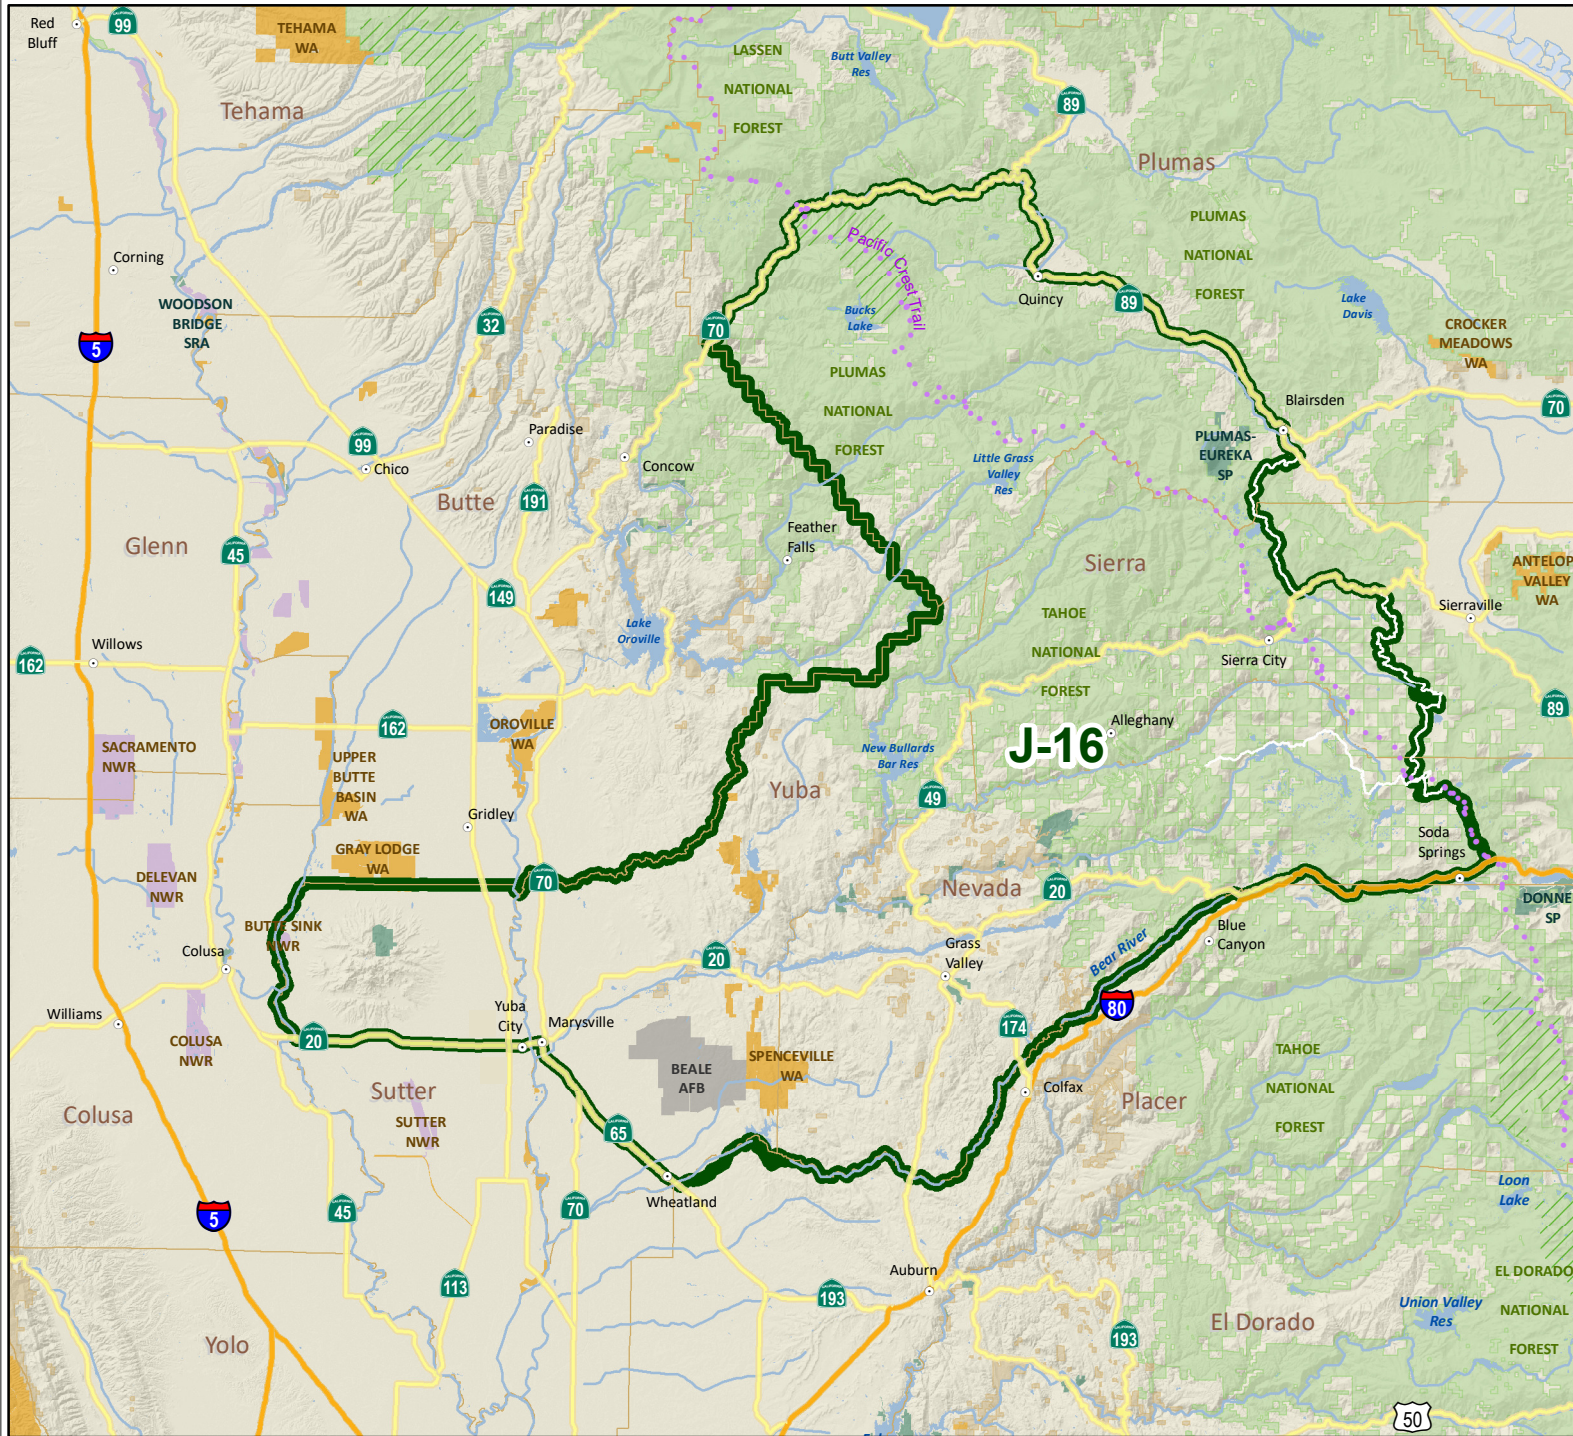 Red
Bluff
99
TEHAMA
WA
Tehama
LASSEN
NATIONAL
FOREST
Butt Valley
Res
89
Plumas
PLUMAS
NATIONAL
FOREST
Corning
WOODSON
BRIDGE
SRA
5
32
70
Pacific Crest Trail
Bucks
Lake
Quincy
89
Lake
Davis
CROCKER
MEADOWS
WA
70
PLUMAS
NATIONAL
FOREST
Blairsden
PLUMAS-
EUREKA
SP
Paradise
99
Chico
Concow
Little Grass
Valley
Res
Butte
191
Feather
Falls
Glenn
45
149
Sierra
ANTELOP
VALLEY
WA
Lake
Oroville
TAHOE
NATIONAL
FOREST
Sierraville
Sierra City
162
Willows
162
OROVILLE
WA
Alleghany
89
J-16
SACRAMENTO
NWR
UPPER
BUTTE
BASIN
WA
New Bullards
Bar Res
Yuba
49
Gridley
GRAY LODGE
WA
Soda
Springs
DELEVAN
NWR
70
Nevada
20
DONNE
SP
BUTTE SINK
NWR
Colusa
20
Grass
Valley
Bear River
Blue
Canyon
Williams
COLUSA
NWR
20
Yuba
City
Marysville
174
80
BEALE
AFB
SPENCEVILLE
WA
TAHOE
NATIONAL
FOREST
Colusa
Sutter
SUTTER
NWR
65
Colfax
Placer
5
45
70
Wheatland
Loon
Lake
113
193
Auburn
EL DORADO
NATIONAL
FOREST
Union Valley
Res
Yolo
193
El Dorado
50